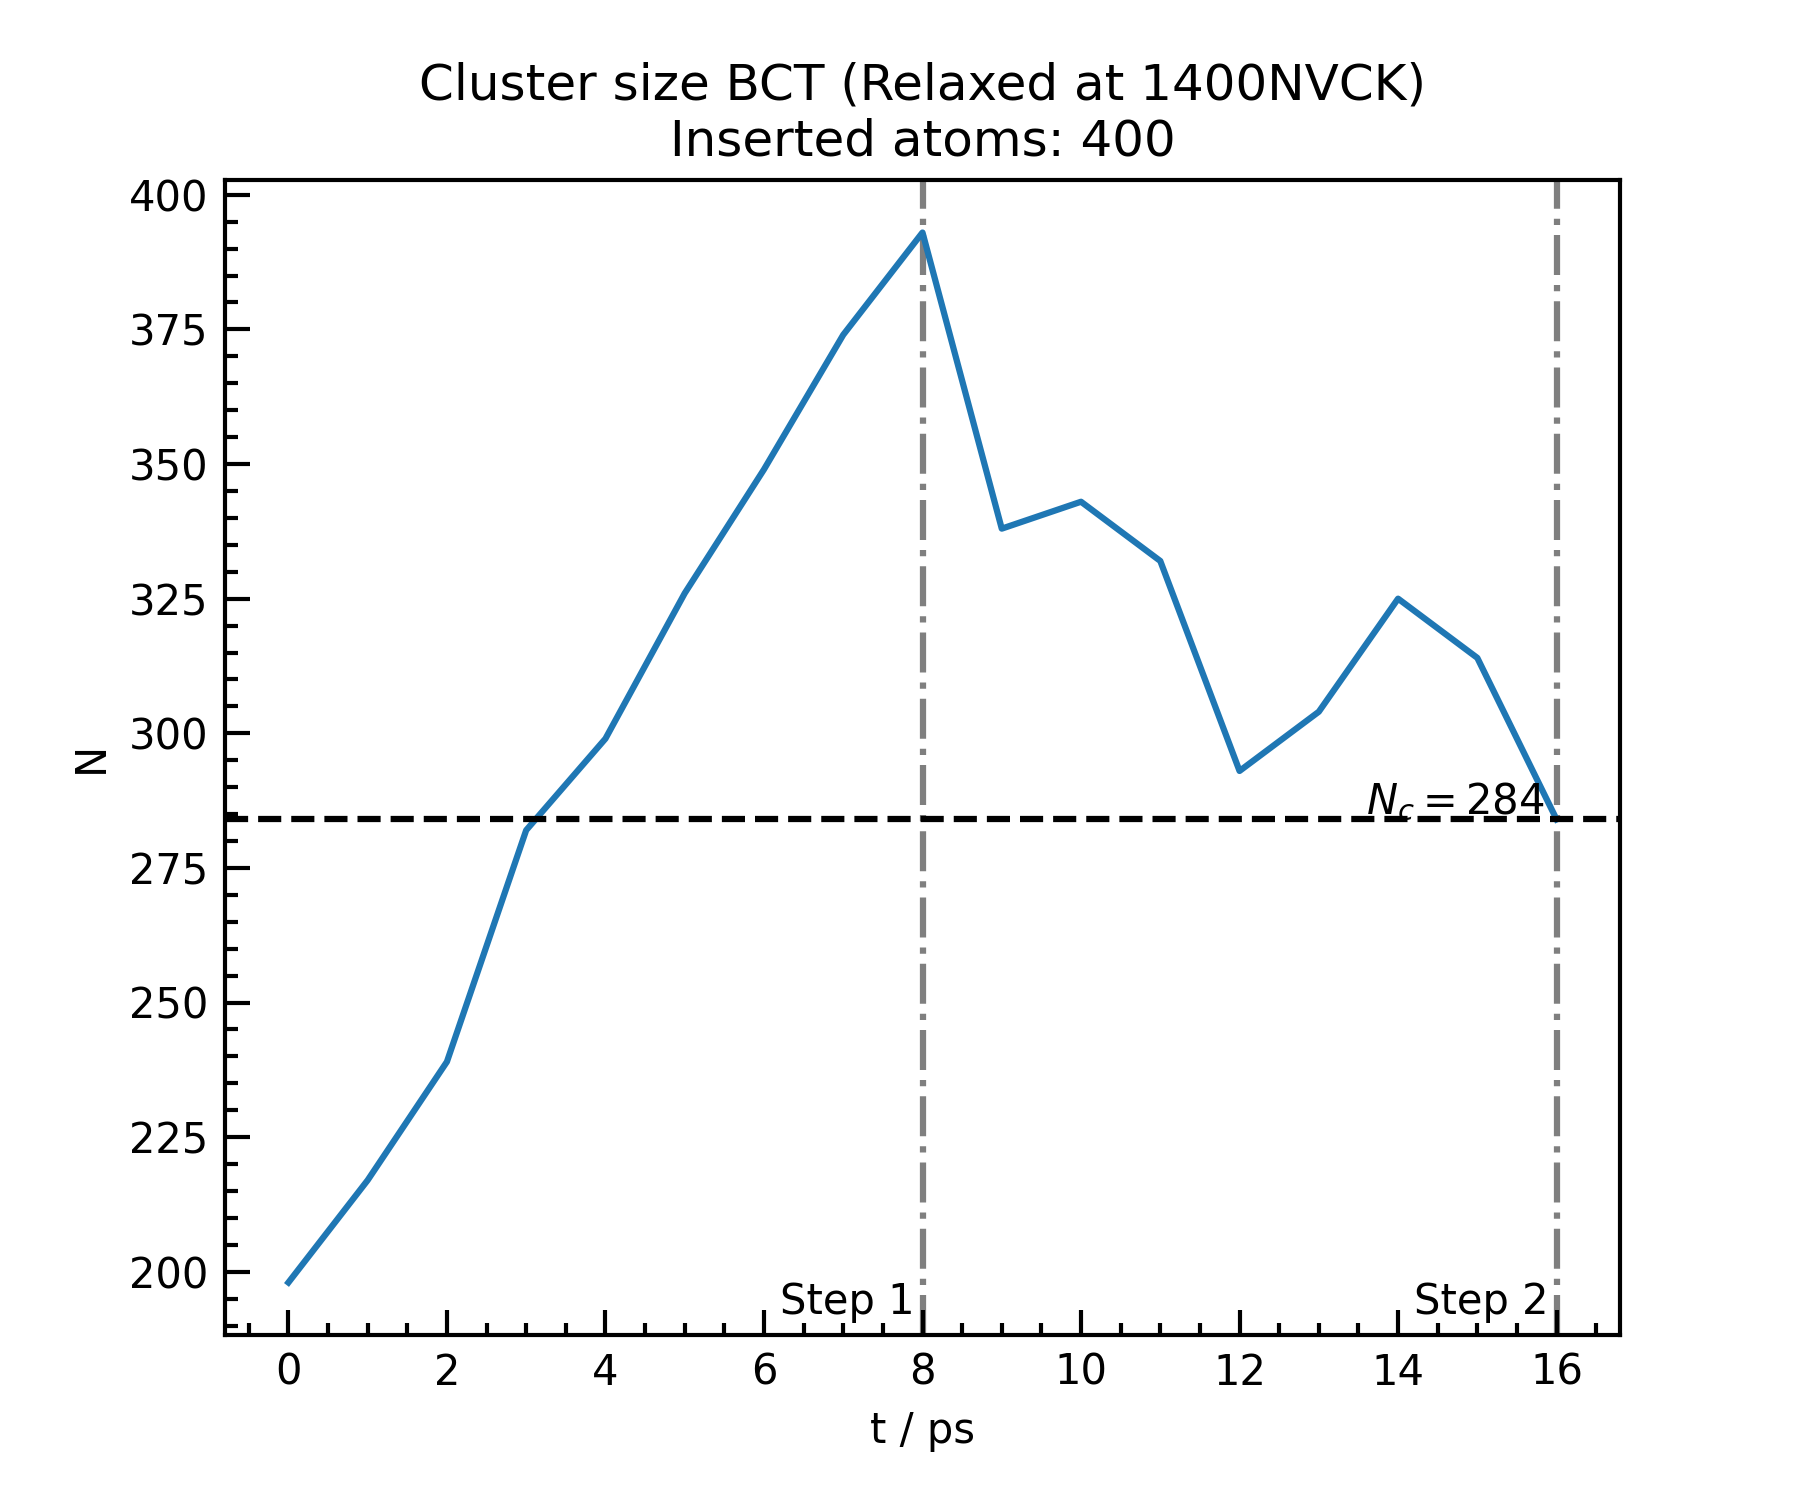 Cluster size BCT (Relaxed at 1400NVCK)
Inserted atoms: 400
400
375
350
325
300
275
250
225
200
N
N_c = 284
Step 1
Step 2
0 2 4 6 8 10 12 14 16
t / ps